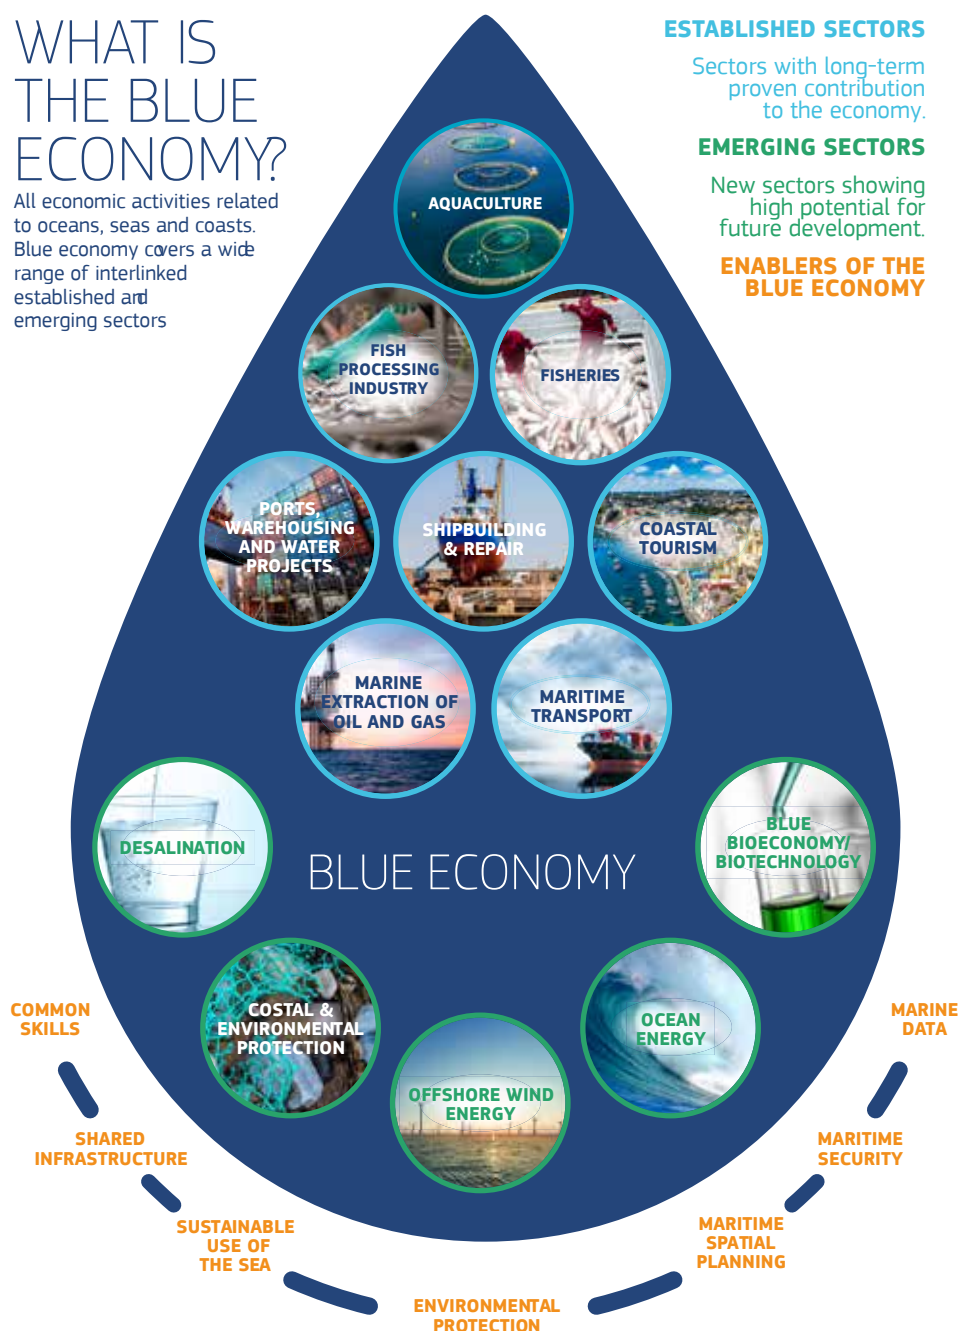 WHAT IS
THE BLUE
ECONOMY?
All economic activities related
to oceans, seas and coasts.
Blue economy covers a wide
range of interlinked
established and
emerging sectors
ESTABLISHED SECTORS
Sectors with long-term
proven contribution
to the economy.
EMERGING SECTORS
New sectors showing
high potential for
future development.
ENABLERS OF THE
BLUE ECONOMY
AQUACULTURE
FISH
PROCESSING
INDUSTRY
FISHERIES
PORTS,
WAREHOUSING
AND WATER
PROJECTS
SHIPBUILDING
& REPAIR
COASTAL
TOURISM
MARINE
EXTRACTION OF
OIL AND GAS
MARITIME
TRANSPORT
DESALINATION
BLUE ECONOMY
BLUE
BIOECONOMY/
BIOTECHNOLOGY
COSTAL &
ENVIRONMENTAL
PROTECTION
OFFSHORE WIND
ENERGY
OCEAN
ENERGY
COMMON
SKILLS
SHARED
INFRASTRUCTURE
SUSTAINABLE
USE OF
THE SEA
ENVIRONMENTAL
PROTECTION
MARITIME
SPATIAL
PLANNING
MARITIME
SECURITY
MARINE
DATA